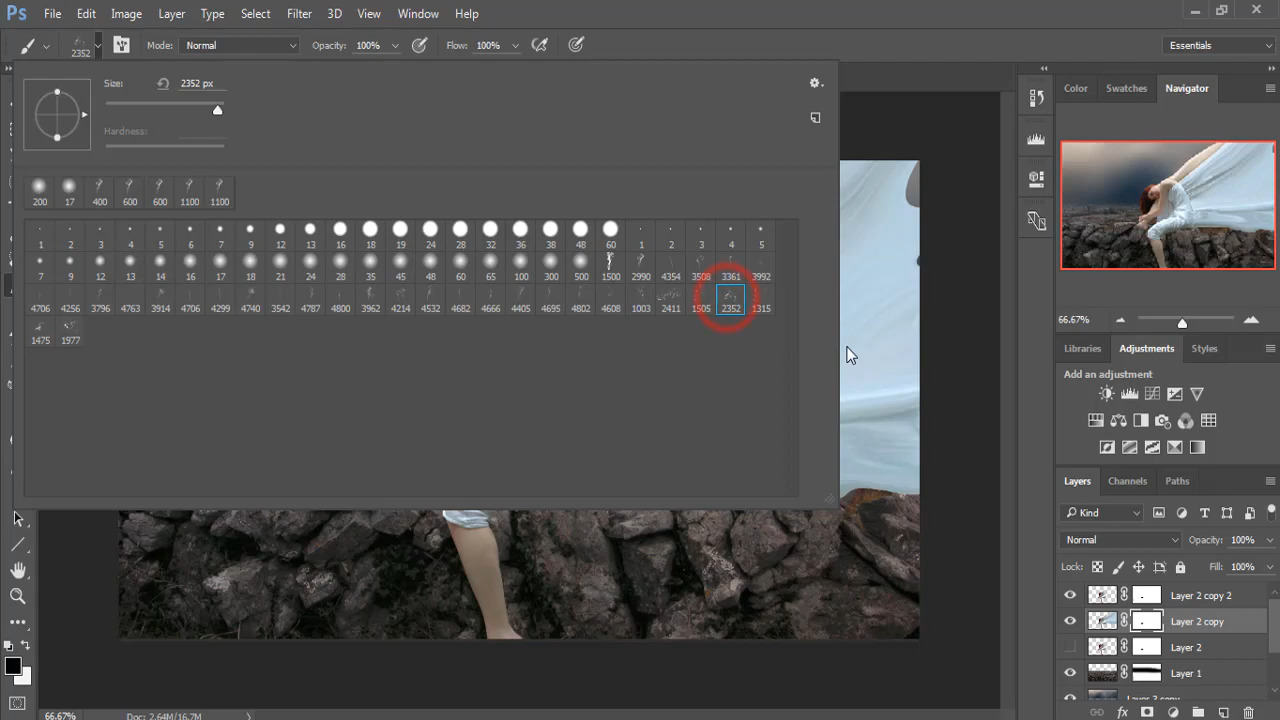 Ps File Edit Image Layer Type Select Filter 3D View Window Help
2352 Mode: Normal Opacity: 100% Flow: 100% Essentials
Size: 2352 px
Hardness:
200 17 400 600 600 1100 1100
1 2 3 4 5 6 7 9 12 13 16 18 19 24 28 32 36 38 48 60 1 2 3 4 5
7 9 12 13 14 16 17 18 21 24 28 35 45 48 60 65 100 300 500 1500 2990 4354 3508 3361 3992
4706 4256 3796 4763 3914 4706 4299 4740 3542 4787 4800 3962 4214 4532 4682 4666 4405 4695 4802 4608 1003 2411 1505 2352 1315
1475 1977
Color Swatches Navigator
66.67%
Libraries Adjustments Styles
Add an adjustment
Layers Channels Paths
Kind
Normal Opacity: 100%
Lock: Fill: 100%
Layer 2 copy 2
Layer 2 copy
Layer 2
Layer 1
Layer 3 copy
66.67% Doc: 2.64M/16.7M